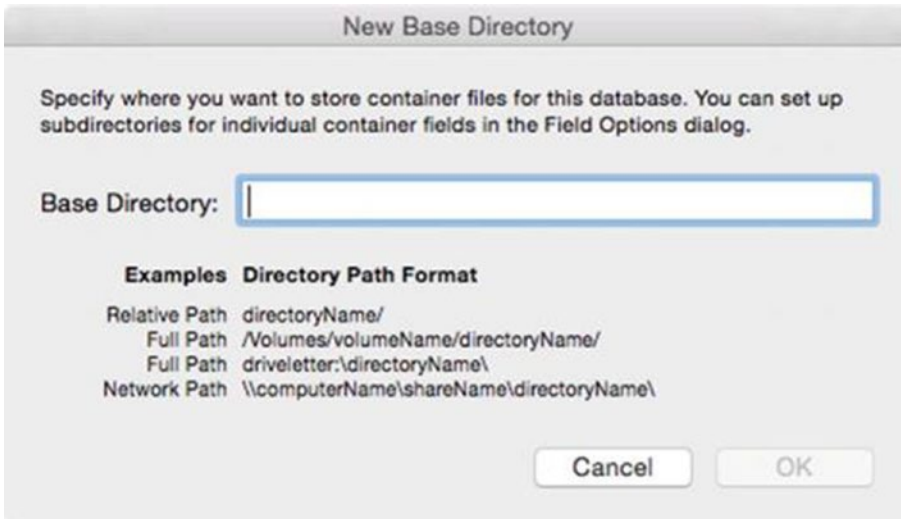 New Base Directory
Specify where you want to store container files for this database. You can set up
subdirectories for individual container fields in the Field Options dialog.
Base Directory:
Examples Directory Path Format
Relative Path directoryName/
Full Path /Volumes/volumeName/directoryName/
Full Path driveletter:\directoryName\
Network Path \\computerName\shareName\directoryName\
Cancel OK